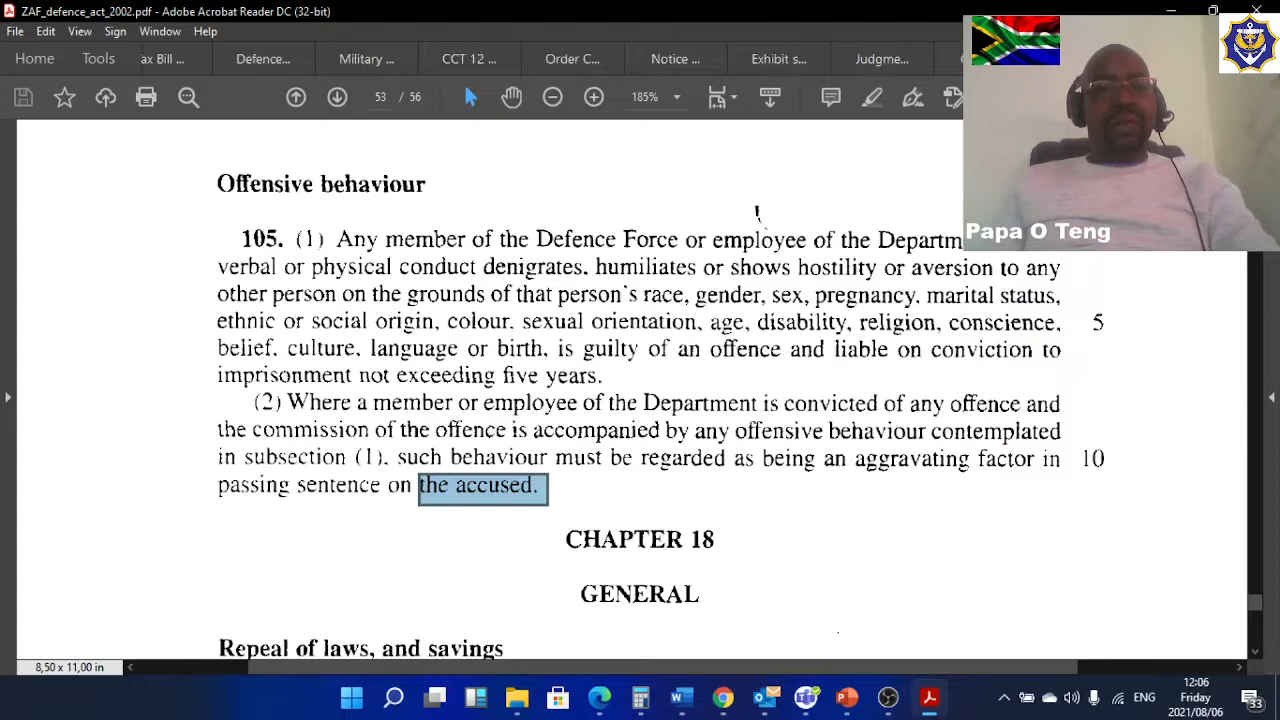 ZAF_defence_act_2002.pdf - Adobe Acrobat Reader DC (32-bit)
File Edit View Sign Window Help
Home Tools ax Bill ... Defence... Military ... CCT 12 ... Order C... Notice ... Exhibit s... Judgme...
53 / 56 185%
Papa O Teng
Offensive behaviour
105. (1) Any member of the Defence Force or employee of the Departm
verbal or physical conduct denigrates, humiliates or shows hostility or aversion to any
other person on the grounds of that person's race, gender, sex, pregnancy, marital status,
ethnic or social origin, colour, sexual orientation, age, disability, religion, conscience, 5
belief, culture, language or birth, is guilty of an offence and liable on conviction to
imprisonment not exceeding five years.
(2) Where a member or employee of the Department is convicted of any offence and
the commission of the offence is accompanied by any offensive behaviour contemplated
in subsection (1), such behaviour must be regarded as being an aggravating factor in 10
passing sentence on the accused.
CHAPTER 18
GENERAL
Repeal of laws, and savings
8,50 x 11,00 in
12:06
ENG Friday
2021/08/06 33